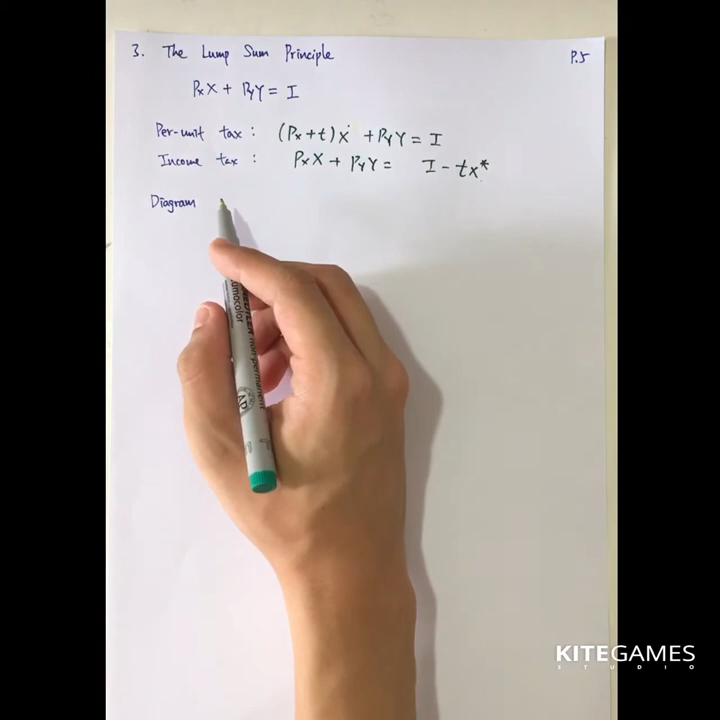 3. The Lump Sum Principle P.5
PxX + PyY = I
Per-unit tax : (Px+t)X + PyY = I
Income tax : PxX + PyY = I - tx*
Diagram
KITEGAMES
STUDIO